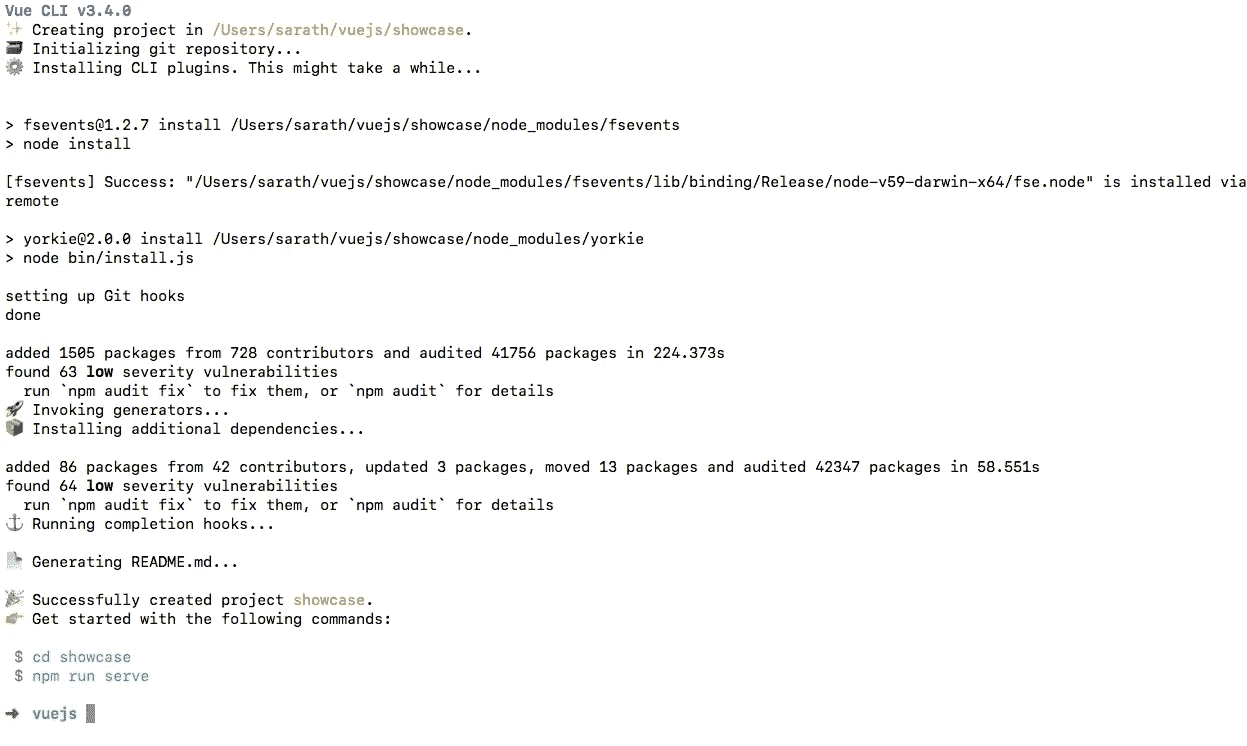 Vue CLI v3.4.0
✨ Creating project in /Users/sarath/vuejs/showcase.
🗃 Initializing git repository...
⚙ Installing CLI plugins. This might take a while...
> fsevents@1.2.7 install /Users/sarath/vuejs/showcase/node_modules/fsevents
> node install
[fsevents] Success: "/Users/sarath/vuejs/showcase/node_modules/fsevents/lib/binding/Release/node-v59-darwin-x64/fse.node" is installed via
remote
> yorkie@2.0.0 install /Users/sarath/vuejs/showcase/node_modules/yorkie
> node bin/install.js
setting up Git hooks
done
added 1505 packages from 728 contributors and audited 41756 packages in 224.373s
found 63 low severity vulnerabilities
  run `npm audit fix` to fix them, or `npm audit` for details
🚀 Invoking generators...
📦 Installing additional dependencies...
added 86 packages from 42 contributors, updated 3 packages, moved 13 packages and audited 42347 packages in 58.551s
found 64 low severity vulnerabilities
  run `npm audit fix` to fix them, or `npm audit` for details
⚓ Running completion hooks...
📄 Generating README.md...
🎉 Successfully created project showcase.
👉 Get started with the following commands:
$ cd showcase
$ npm run serve
➜ vuejs